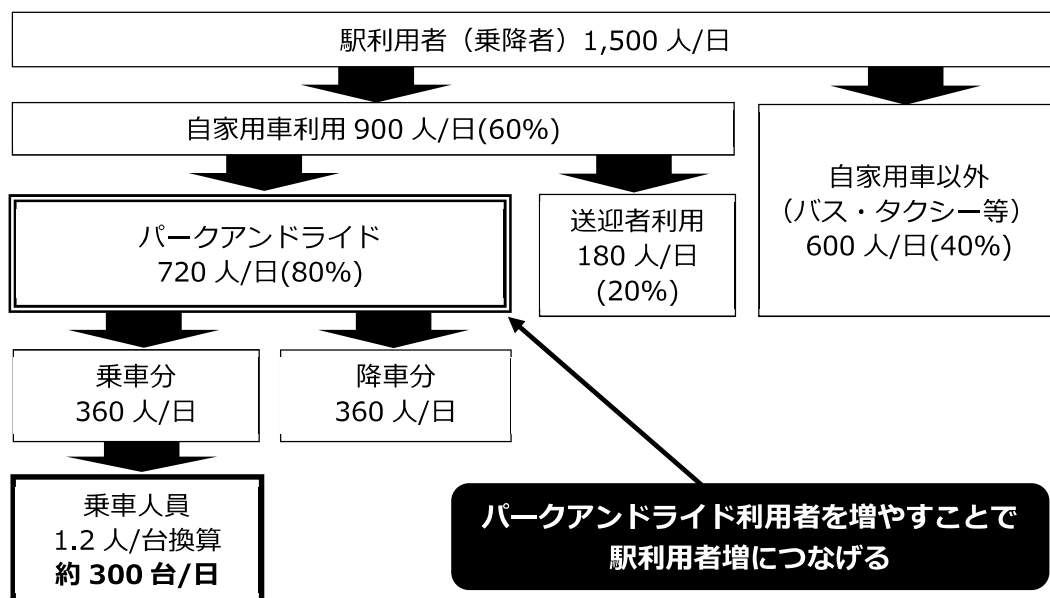 駅利用者（乗降者）1,500 人/日
自家用車利用 900 人/日(60%)
自家用車以外
（バス・タクシー等）
600 人/日(40%)
パークアンドライド
720 人/日(80%)
送迎者利用
180 人/日
(20%)
乗車分
360 人/日
降車分
360 人/日
乗車人員
1.2 人/台換算
約 300 台/日
パークアンドライド利用者を増やすことで
駅利用者増につなげる